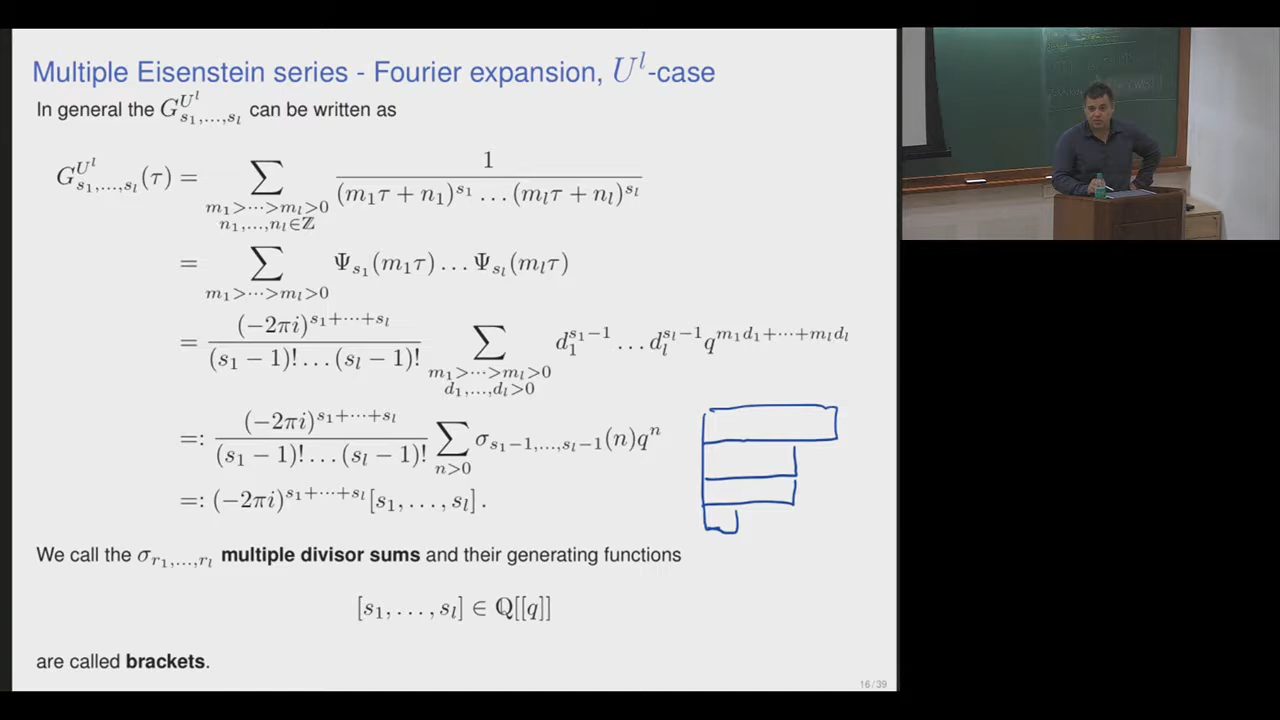 Multiple Eisenstein series - Fourier expansion, U^l-case
In general the G^{U^l}_{s_1,...,s_l} can be written as
G^{U^l}_{s_1,...,s_l}(τ) = ∑_{m_1>···>m_l>0, n_1,...,n_l∈ℤ} 1 / ((m_1τ + n_1)^{s_1} . . . (m_lτ + n_l)^{s_l})
= ∑_{m_1>···>m_l>0} Ψ_{s_1}(m_1τ) . . . Ψ_{s_l}(m_lτ)
= (−2πi)^{s_1+···+s_l} / ((s_1 − 1)! . . . (s_l − 1)!) ∑_{m_1>···>m_l>0, d_1,...,d_l>0} d_1^{s_1−1} . . . d_l^{s_l−1} q^{m_1d_1+···+m_ld_l}
=: (−2πi)^{s_1+···+s_l} / ((s_1 − 1)! . . . (s_l − 1)!) ∑_{n>0} σ_{s_1−1,...,s_l−1}(n)q^n
=: (−2πi)^{s_1+···+s_l}[s_1, . . . , s_l] .
We call the σ_{r_1,...,r_l} multiple divisor sums and their generating functions
[s_1, . . . , s_l] ∈ ℚ[[q]]
are called brackets.
16/39